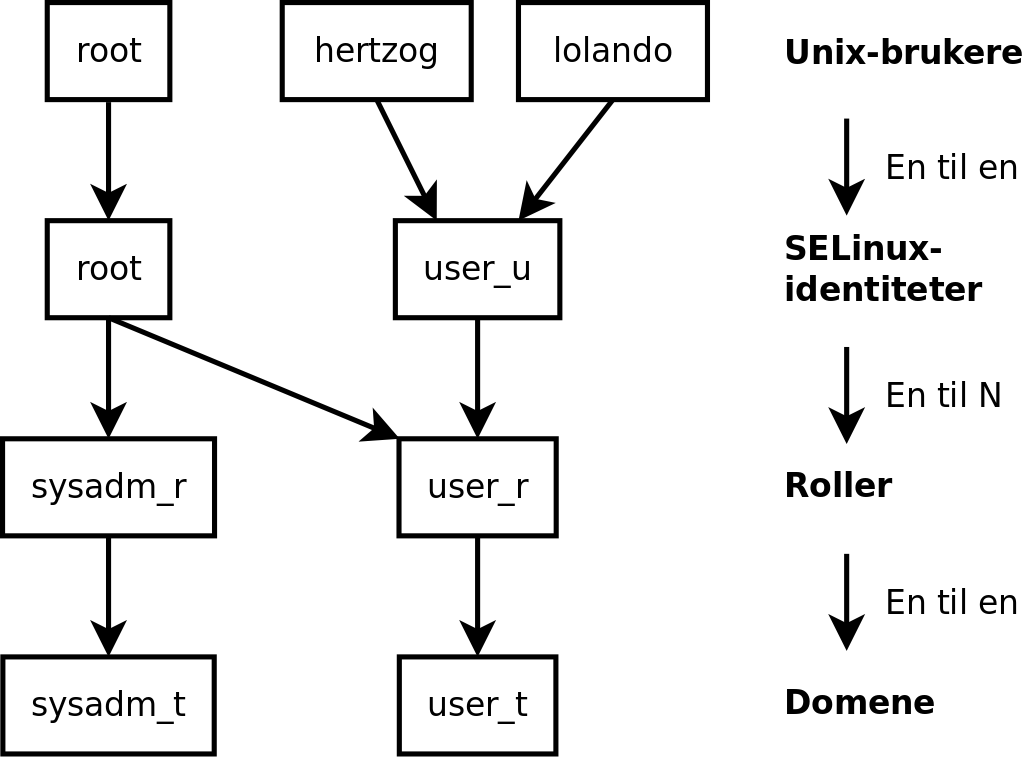 root
hertzog
lolando
Unix-brukere
En til en
root
user_u
SELinux-
identiteter
En til N
sysadm_r
user_r
Roller
En til en
sysadm_t
user_t
Domene